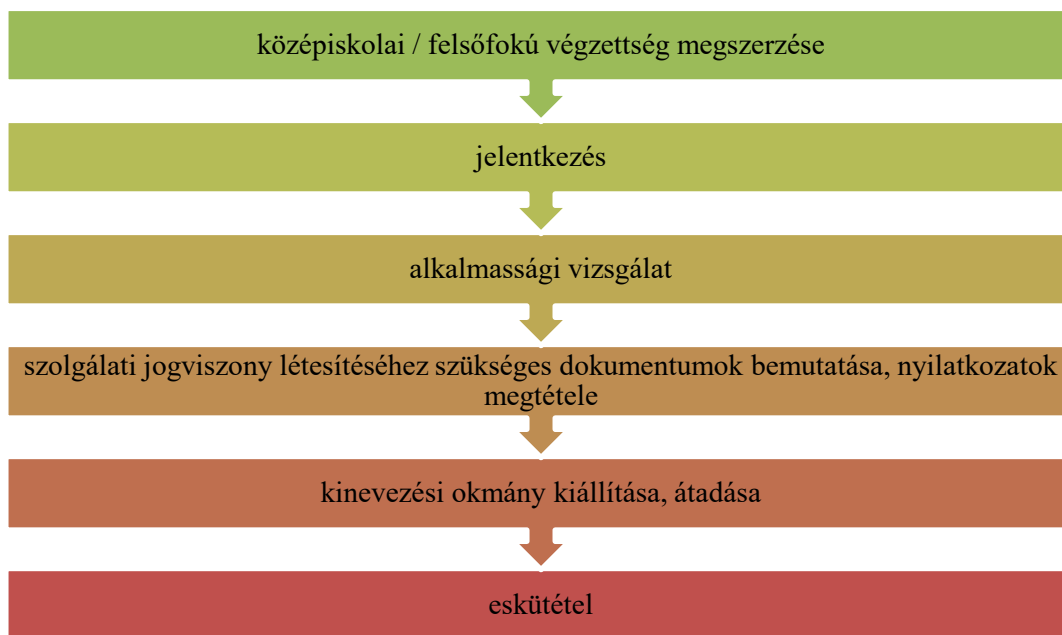 középiskolai / felsőfokú végzettség megszerzése
jelentkezés
alkalmassági vizsgálat
szolgálati jogviszony létesítéséhez szükséges dokumentumok bemutatása, nyilatkozatok
megtétele
kinevezési okmány kiállítása, átadása
eskütétel